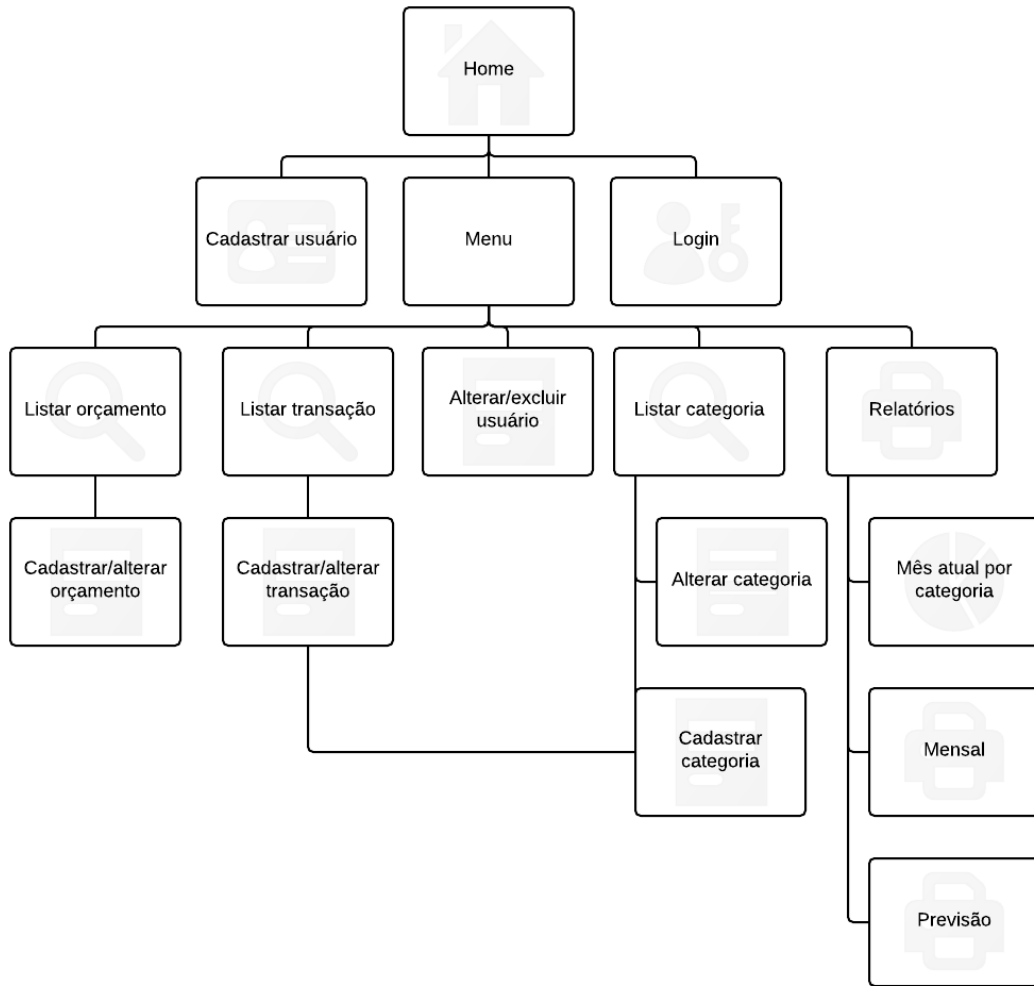 Home
Cadastrar usuário
Menu
Login
Listar orçamento
Listar transação
Alterar/excluir
usuário
Listar categoria
Relatórios
Cadastrar/alterar
orçamento
Cadastrar/alterar
transação
Alterar categoria
Mês atual por
categoria
Cadastrar
categoria
Mensal
Previsão